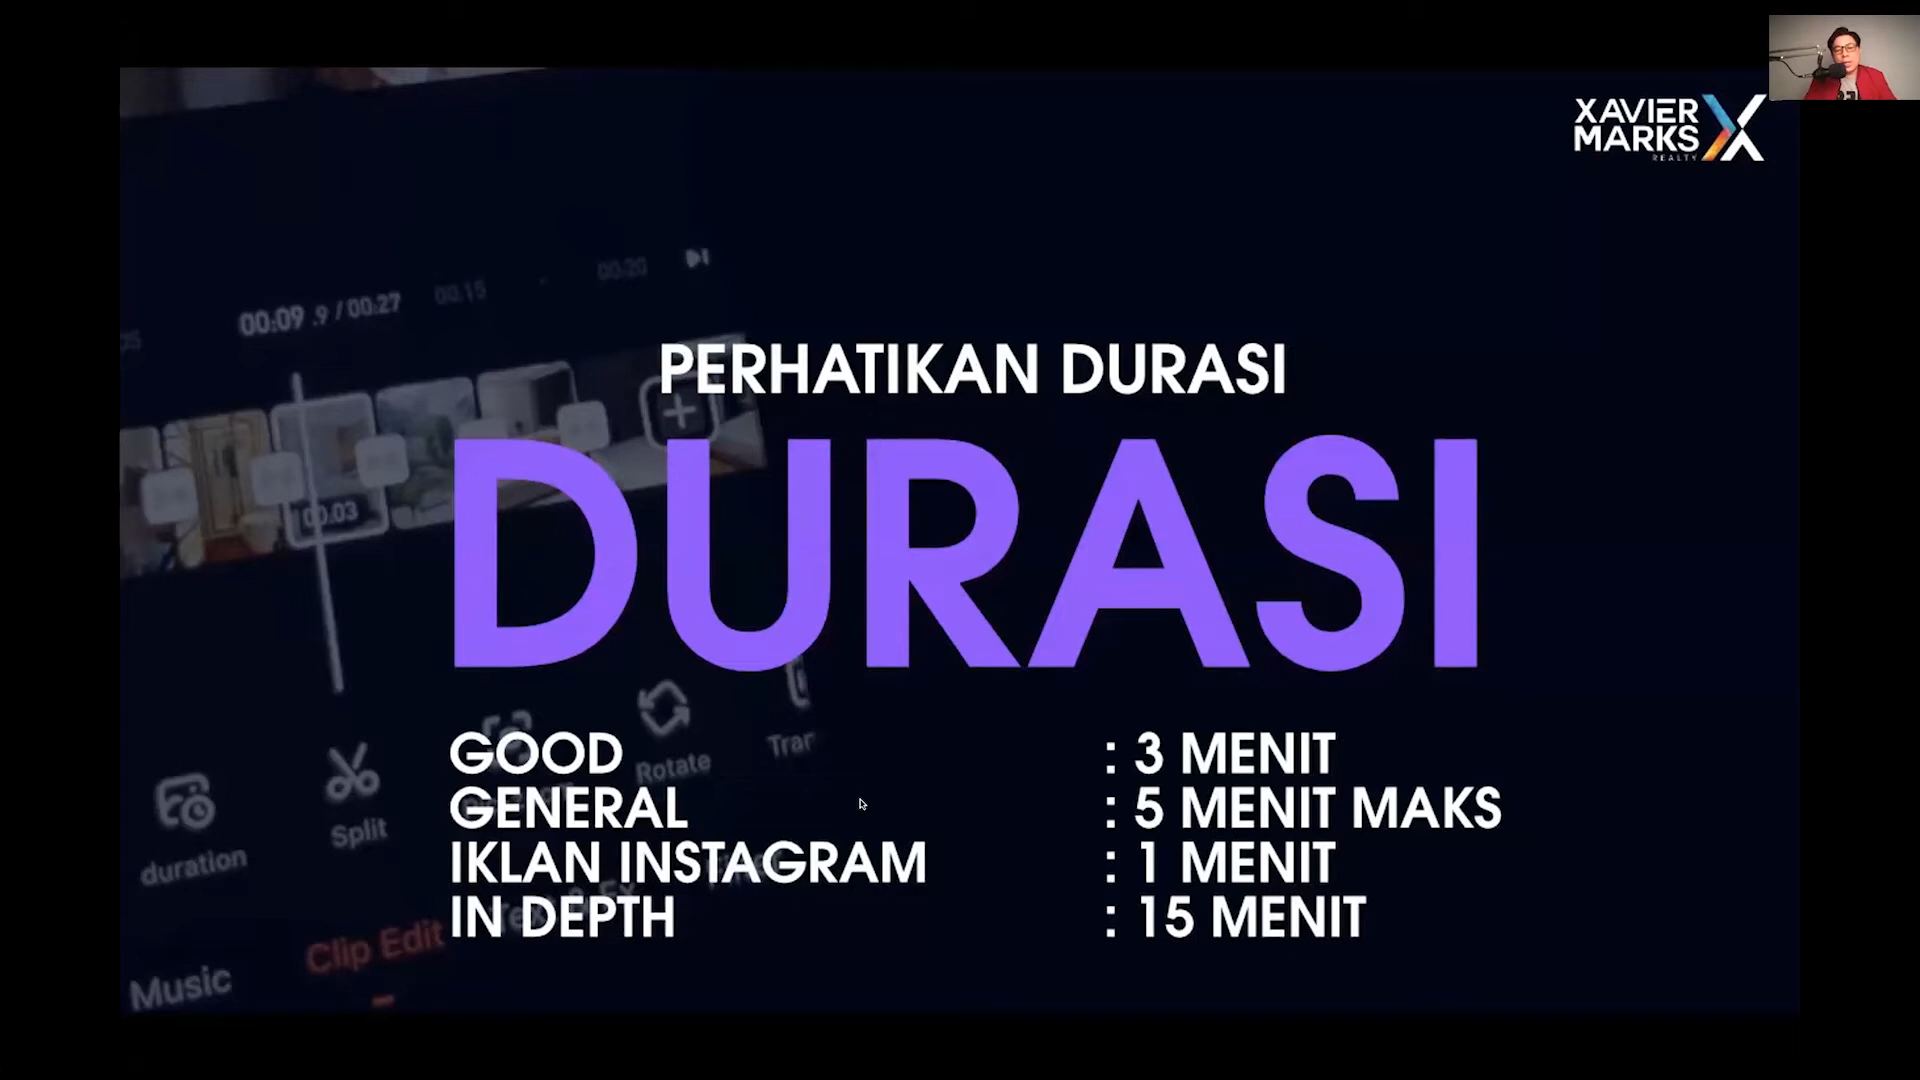 XAVIER
MARKS
REALTY
00:20
00:15
00:09 .9 / 00:27
PERHATIKAN DURASI
00:03
DURASI
GOOD : 3 MENIT
GENERAL : 5 MENIT MAKS
IKLAN INSTAGRAM : 1 MENIT
IN DEPTH : 15 MENIT
Rotate
Split
duration
Clip Edit
Music